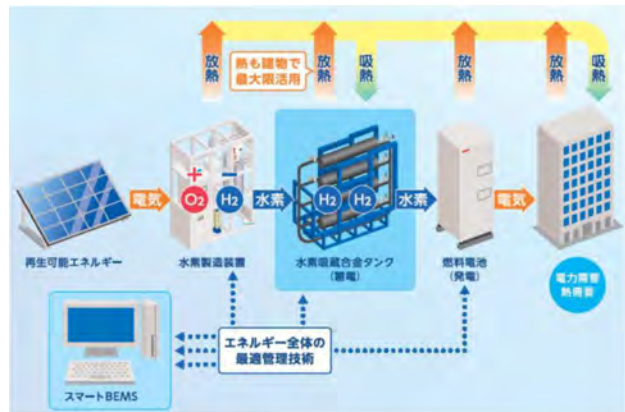 放熱
放熱
吸熱
放熱
放熱
吸熱
熱も建物で
最大限活用
電気
+
O2
−
H2
水素
H2
H2
水素
電気
再生可能エネルギー
水素製造装置
水素吸蔵合金タンク
(蓄電)
燃料電池
(発電)
電力需要
熱需要
エネルギー全体の
最適管理技術
スマートBEMS